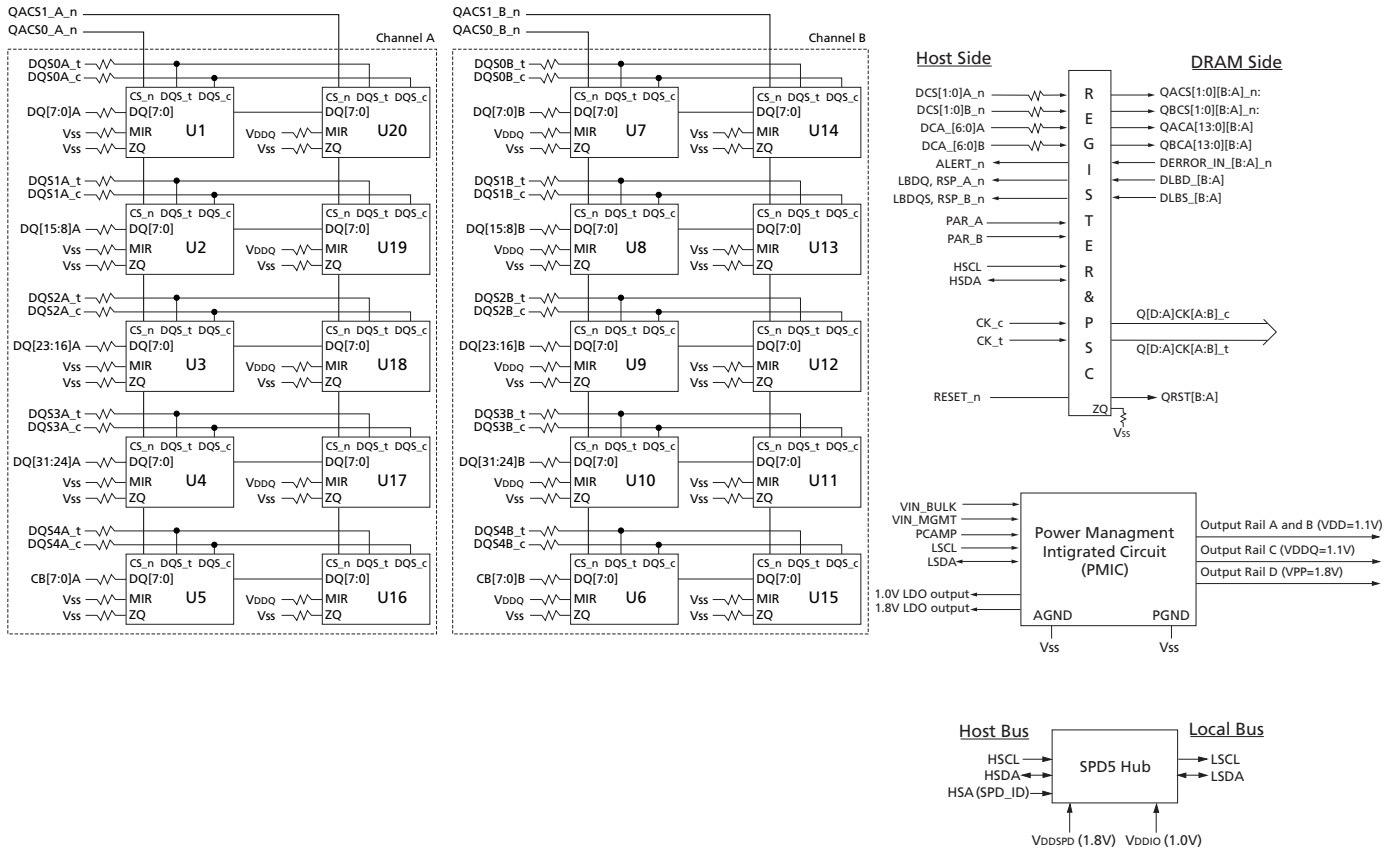 QACS1_A_n
QACS0_A_n
Channel A
DQS0A_t
DQS0A_c
CS_n DQS_t DQS_c
CS_n DQS_t DQS_c
DQ[7:0]A
DQ[7:0]
DQ[7:0]
Vss
MIR
U1
VDDQ
MIR
U20
Vss
ZQ
Vss
ZQ
DQS1A_t
DQS1A_c
CS_n DQS_t DQS_c
CS_n DQS_t DQS_c
DQ[15:8]A
DQ[7:0]
DQ[7:0]
Vss
MIR
U2
VDDQ
MIR
U19
Vss
ZQ
Vss
ZQ
DQS2A_t
DQS2A_c
CS_n DQS_t DQS_c
CS_n DQS_t DQS_c
DQ[23:16]A
DQ[7:0]
DQ[7:0]
Vss
MIR
U3
VDDQ
MIR
U18
Vss
ZQ
Vss
ZQ
DQS3A_t
DQS3A_c
CS_n DQS_t DQS_c
CS_n DQS_t DQS_c
DQ[31:24]A
DQ[7:0]
DQ[7:0]
Vss
MIR
U4
VDDQ
MIR
U17
Vss
ZQ
Vss
ZQ
DQS4A_t
DQS4A_c
CS_n DQS_t DQS_c
CS_n DQS_t DQS_c
CB[7:0]A
DQ[7:0]
DQ[7:0]
Vss
MIR
U5
VDDQ
MIR
U16
Vss
ZQ
Vss
ZQ
QACS1_B_n
QACS0_B_n
Channel B
DQS0B_t
DQS0B_c
CS_n DQS_t DQS_c
CS_n DQS_t DQS_c
DQ[7:0]B
DQ[7:0]
DQ[7:0]
VDDQ
MIR
U7
VDDQ
MIR
U14
Vss
ZQ
Vss
ZQ
DQS1B_t
DQS1B_c
CS_n DQS_t DQS_c
CS_n DQS_t DQS_c
DQ[15:8]B
DQ[7:0]
DQ[7:0]
VDDQ
MIR
U8
VDDQ
MIR
U13
Vss
ZQ
Vss
ZQ
DQS2B_t
DQS2B_c
CS_n DQS_t DQS_c
CS_n DQS_t DQS_c
DQ[23:16]B
DQ[7:0]
DQ[7:0]
VDDQ
MIR
U9
VDDQ
MIR
U12
Vss
ZQ
Vss
ZQ
DQS3B_t
DQS3B_c
CS_n DQS_t DQS_c
CS_n DQS_t DQS_c
DQ[31:24]B
DQ[7:0]
DQ[7:0]
VDDQ
MIR
U10
VDDQ
MIR
U11
Vss
ZQ
Vss
ZQ
DQS4B_t
DQS4B_c
CS_n DQS_t DQS_c
CS_n DQS_t DQS_c
CB[7:0]B
DQ[7:0]
DQ[7:0]
VDDQ
MIR
U6
VDDQ
MIR
U15
Vss
ZQ
Vss
ZQ
Host Side
DRAM Side
DCS[1:0]A_n
DCS[1:0]B_n
DCA_[6:0]A
DCA_[6:0]B
ALERT_n
LBDQ, RSP_A_n
LBDQS, RSP_B_n
PAR_A
PAR_B
HSCL
HSDA
CK_c
CK_t
RESET_n
R
E
G
I
S
T
E
R
&
P
S
C
ZQ
Vss
QACS[1:0][B:A]_n:
QBCS[1:0][B:A]_n:
QACA[13:0][B:A]
QBCA[13:0][B:A]
DERROR_IN_[B:A]_n
DLBD_[B:A]
DLBS_[B:A]
Q[D:A]CK[A:B]_c
Q[D:A]CK[A:B]_t
QRST[B:A]
VIN_BULK
VIN_MGMT
PCAMP
LSCL
LSDA
1.0V LDO output
1.8V LDO output
Power Managment
Intigrated Circuit
(PMIC)
AGND
PGND
Vss
Vss
Output Rail A and B (VDD=1.1V)
Output Rail C (VDDQ=1.1V)
Output Rail D (VPP=1.8V)
Host Bus
Local Bus
HSCL
HSDA
HSA (SPD_ID)
SPD5 Hub
LSCL
LSDA
VDDSPD (1.8V)
VDDIO (1.0V)